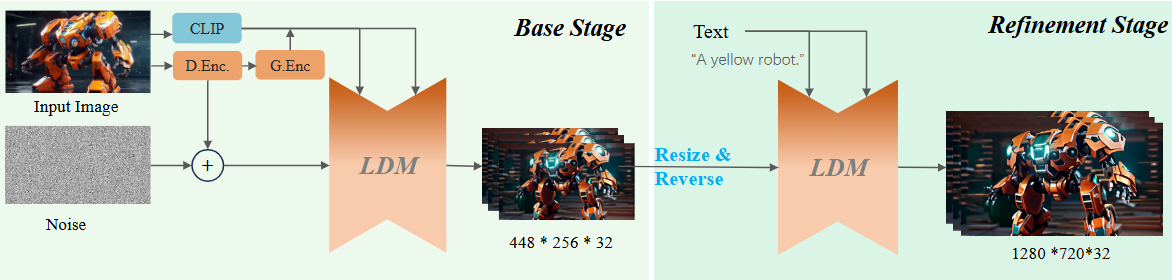 Base Stage
CLIP
D.Enc.
G.Enc
Input Image
Noise
+
LDM
448 * 256 * 32
Refinement Stage
Text
“A yellow robot.”
Resize &
Reverse
LDM
1280 *720*32